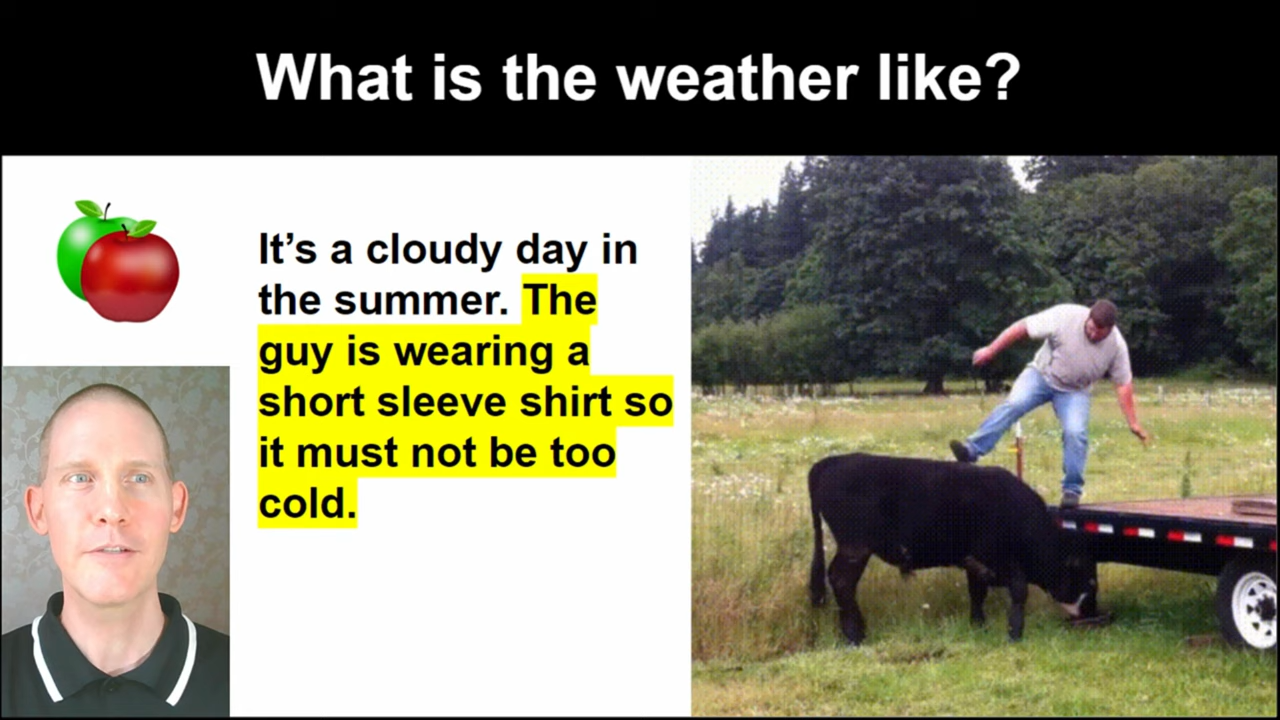 What is the weather like?
It’s a cloudy day in
the summer. The
guy is wearing a
short sleeve shirt so
it must not be too
cold.